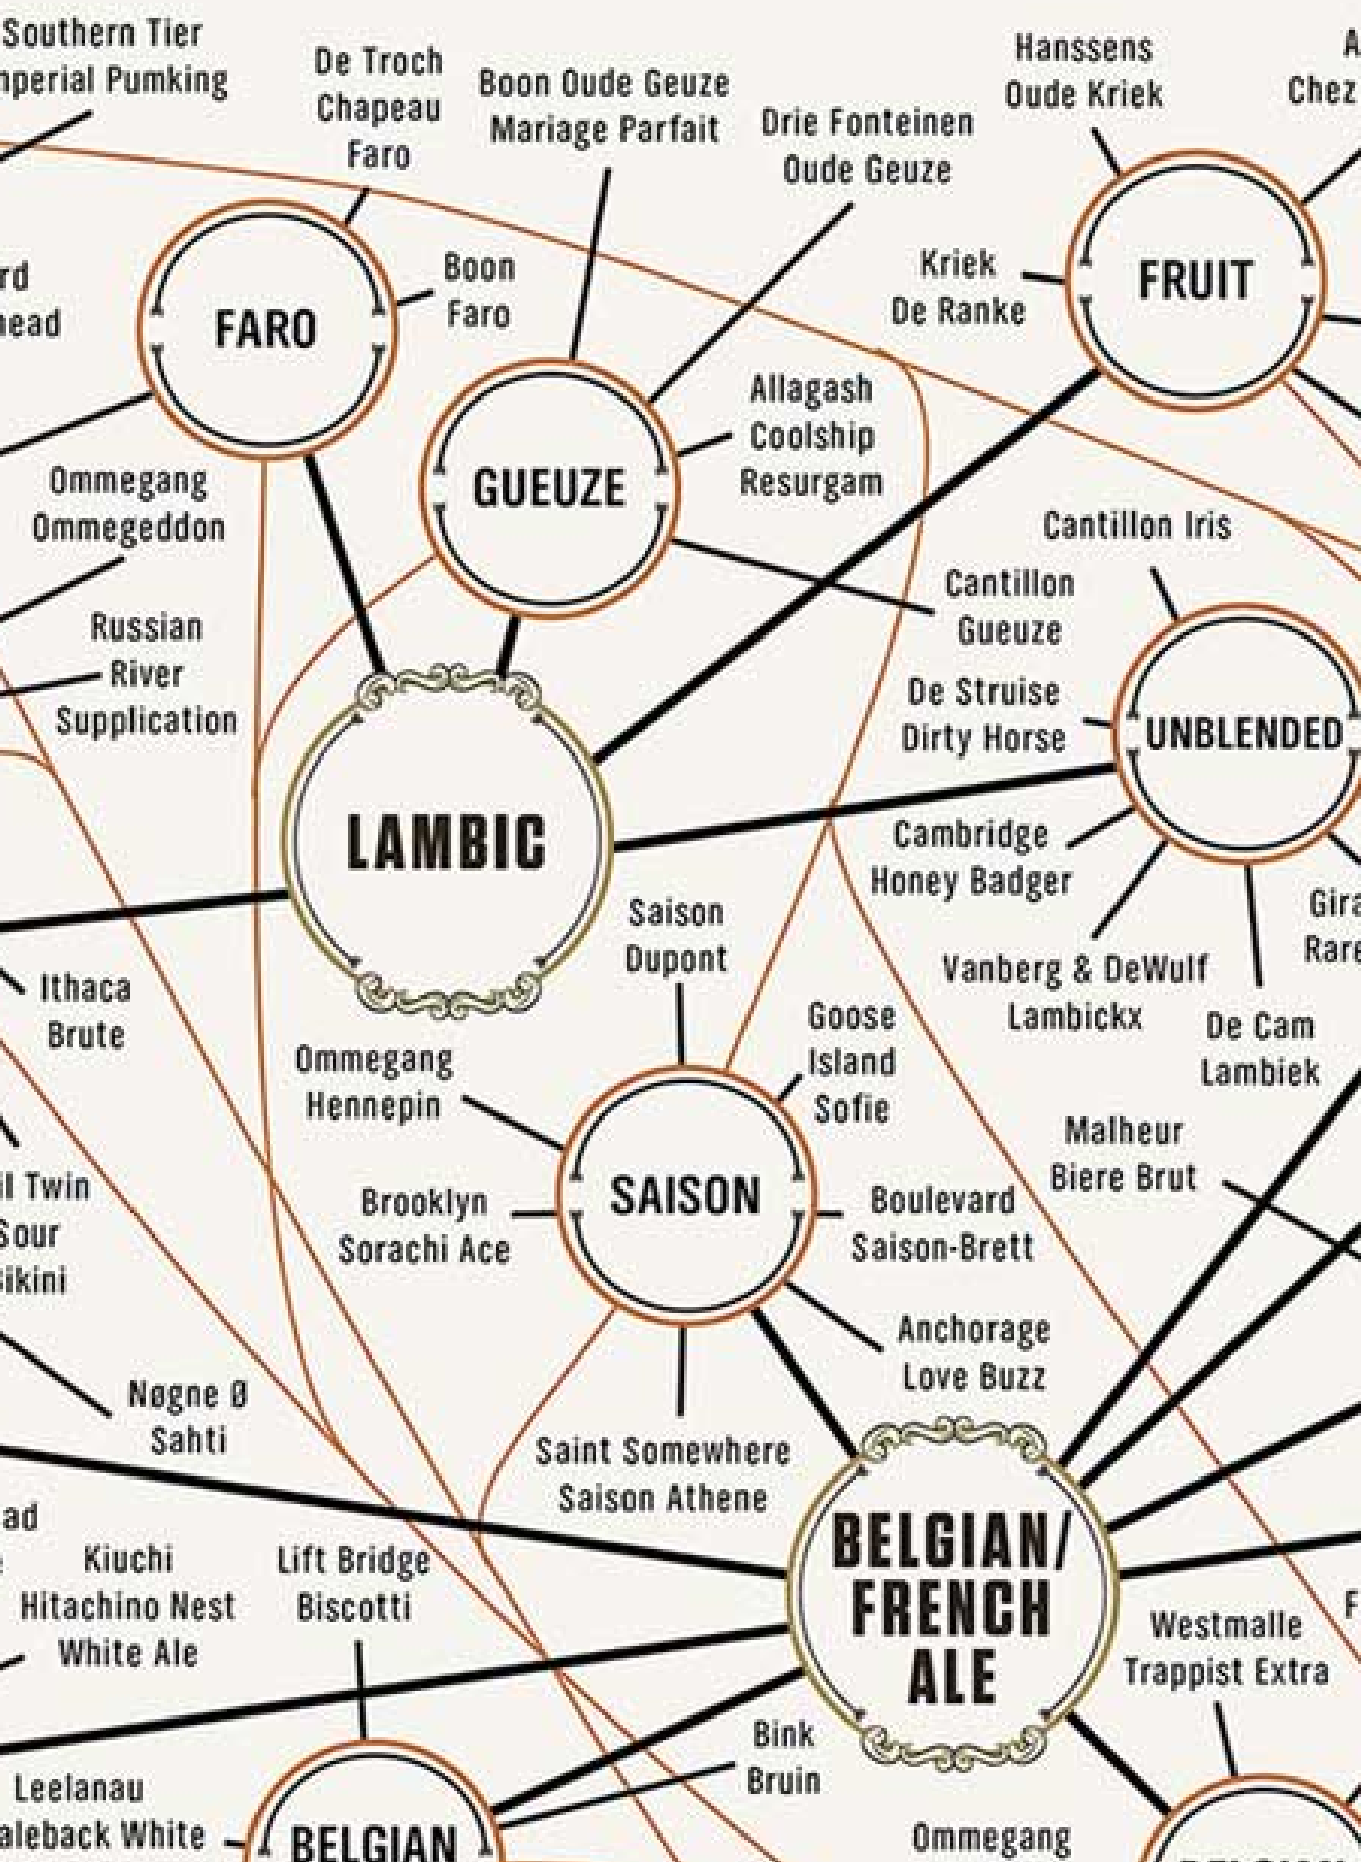 Southern Tier
Imperial Pumking
De Troch
Chapeau
Faro
Boon Oude Geuze
Mariage Parfait
Drie Fonteinen
Oude Geuze
Hanssens
Oude Kriek
Chez
FARO
Boon
Faro
Kriek
De Ranke
FRUIT
GUEUZE
Allagash
Coolship
Resurgam
Ommegang
Ommegeddon
Cantillon Iris
Cantillon
Gueuze
Russian
River
Supplication
De Struise
Dirty Horse
UNBLENDED
LAMBIC
Cambridge
Honey Badger
Saison
Dupont
Vanberg & DeWulf
Lambickx
De Cam
Lambiek
Rare
Ithaca
Brute
Goose
Island
Sofie
Ommegang
Hennepin
Malheur
Biere Brut
il Twin
Sour
Bikini
Brooklyn
Sorachi Ace
SAISON
Boulevard
Saison-Brett
Anchorage
Love Buzz
Nøgne Ø
Sahti
Saint Somewhere
Saison Athene
Kiuchi
Hitachino Nest
White Ale
Lift Bridge
Biscotti
BELGIAN/
FRENCH
ALE
Westmalle
Trappist Extra
Bink
Bruin
Leelanau
aleback White
BELGIAN
Ommegang